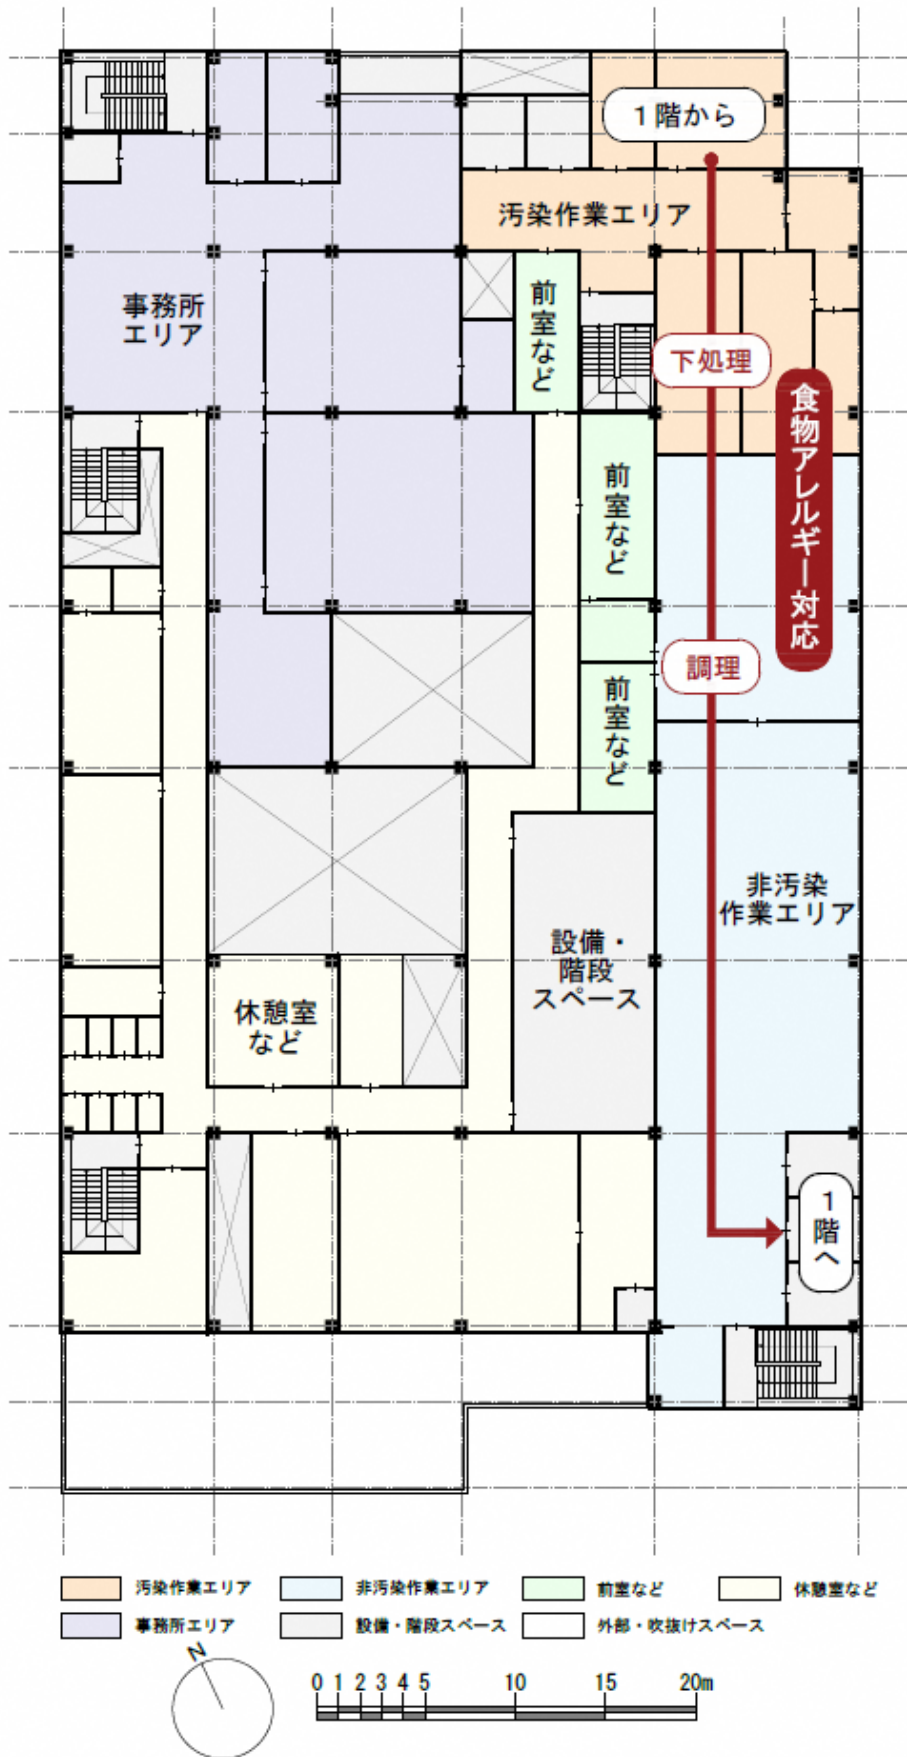 1階から
汚染作業エリア
事務所
エリア
前室など
下処理
食物アレルギー対応
前室など
調理
前室など
非汚染
作業エリア
設備・
階段
スペース
休憩室
など
1階へ
汚染作業エリア
非汚染作業エリア
前室など
休憩室など
事務所エリア
設備・階段スペース
外部・吹抜けスペース
N
0 1 2 3 4 5 10 15 20m